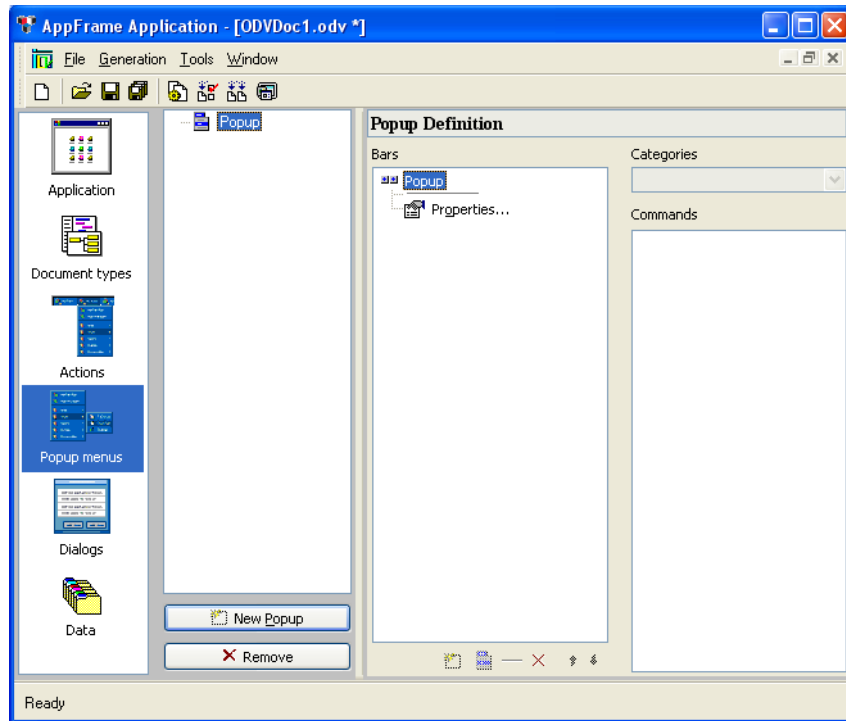 AppFrame Application - [ODVDoc1.odv *]
File Generation Tools Window
Application
Document types
Actions
Popup menus
Dialogs
Data
Popup
New Popup
Remove
Popup Definition
Bars
Popup
Properties...
Categories
Commands
Ready